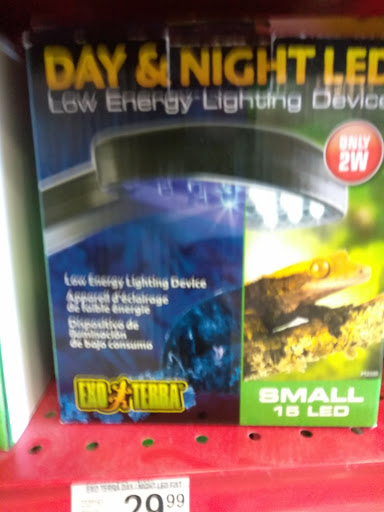 DAY & NIGHT LED
Low Energy Lighting Device
ONLY
2W
Low Energy Lighting Device
Appareil d'éclairage
de faible énergie
Dispositivo de
iluminación
de bajo consumo
EXO TERRA
SMALL
15 LED
EXO TERRA DAY / NIGHT LED FIXT
29.99